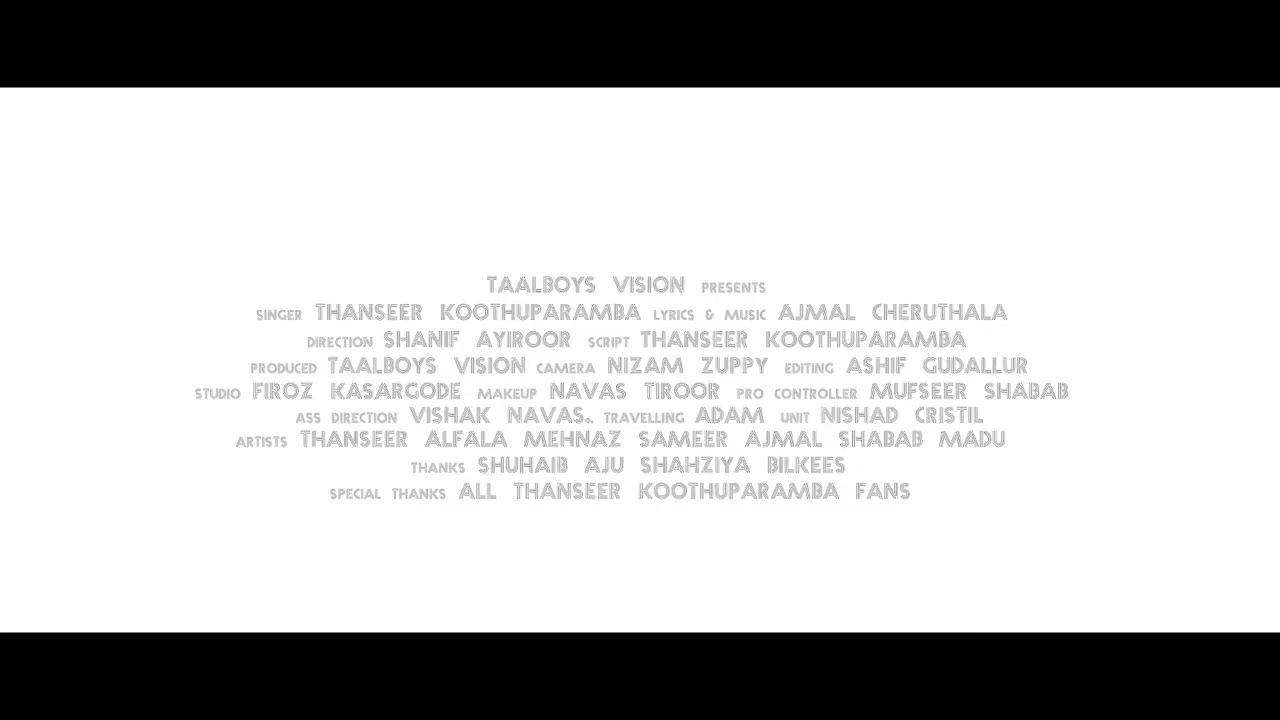 TAALBOYS VISION PRESENTS
SINGER THANSEER KOOTHUPARAMBA LYRICS & MUSIC AJMAL CHERUTHALA
DIRECTION SHANIF AYIROOR SCRIPT THANSEER KOOTHUPARAMBA
PRODUCED TAALBOYS VISION CAMERA NIZAM ZUPPY EDITING ASHIF GUDALLUR
STUDIO FIROZ KASARGODE MAKEUP NAVAS TIROOR PRO CONTROLLER MUFSEER SHABAB
ASS DIRECTION VISHAK NAVAS., TRAVELLING ADAM UNIT NISHAD CRISTIL
ARTISTS THANSEER ALFALA MEHNAZ SAMEER AJMAL SHABAB MADU
THANKS SHUHAIB AJU SHAHZIYA BILKEES
SPECIAL THANKS ALL THANSEER KOOTHUPARAMBA FANS